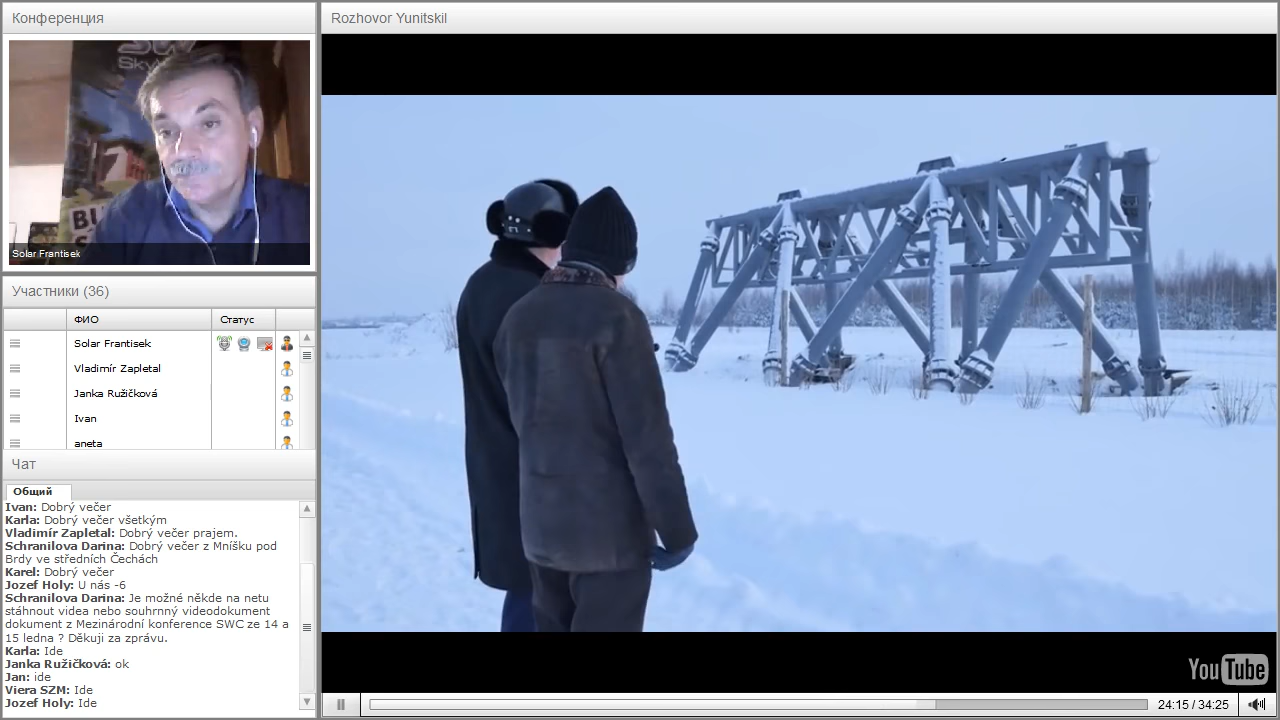 Конференция
Rozhovor Yunitskil
Sky
BU
Solar Frantisek
Участники (36)
ФИО
Статус
Solar Frantisek
Vladimír Zapletal
Janka Ružičková
Ivan
aneta
Чат
Общий
Ivan: Dobrý večer
Karla: Dobrý večer všetkým
Vladimír Zapletal: Dobrý večer prajem.
Schranilova Darina: Dobrý večer z Mníšku pod
Brdy ve středních Čechách
Karel: Dobrý večer
Jozef Holy: U nás -6
Schranilova Darina: Je možné někde na netu
stáhnout videa nebo souhrnný videodokument
dokument z Mezinárodní konference SWC ze 14 a
15 ledna ? Děkuji za zprávu.
Karla: Ide
Janka Ružičková: ok
Jan: ide
Viera SZM: Ide
Jozef Holy: Ide
YouTube
24:15 / 34:25